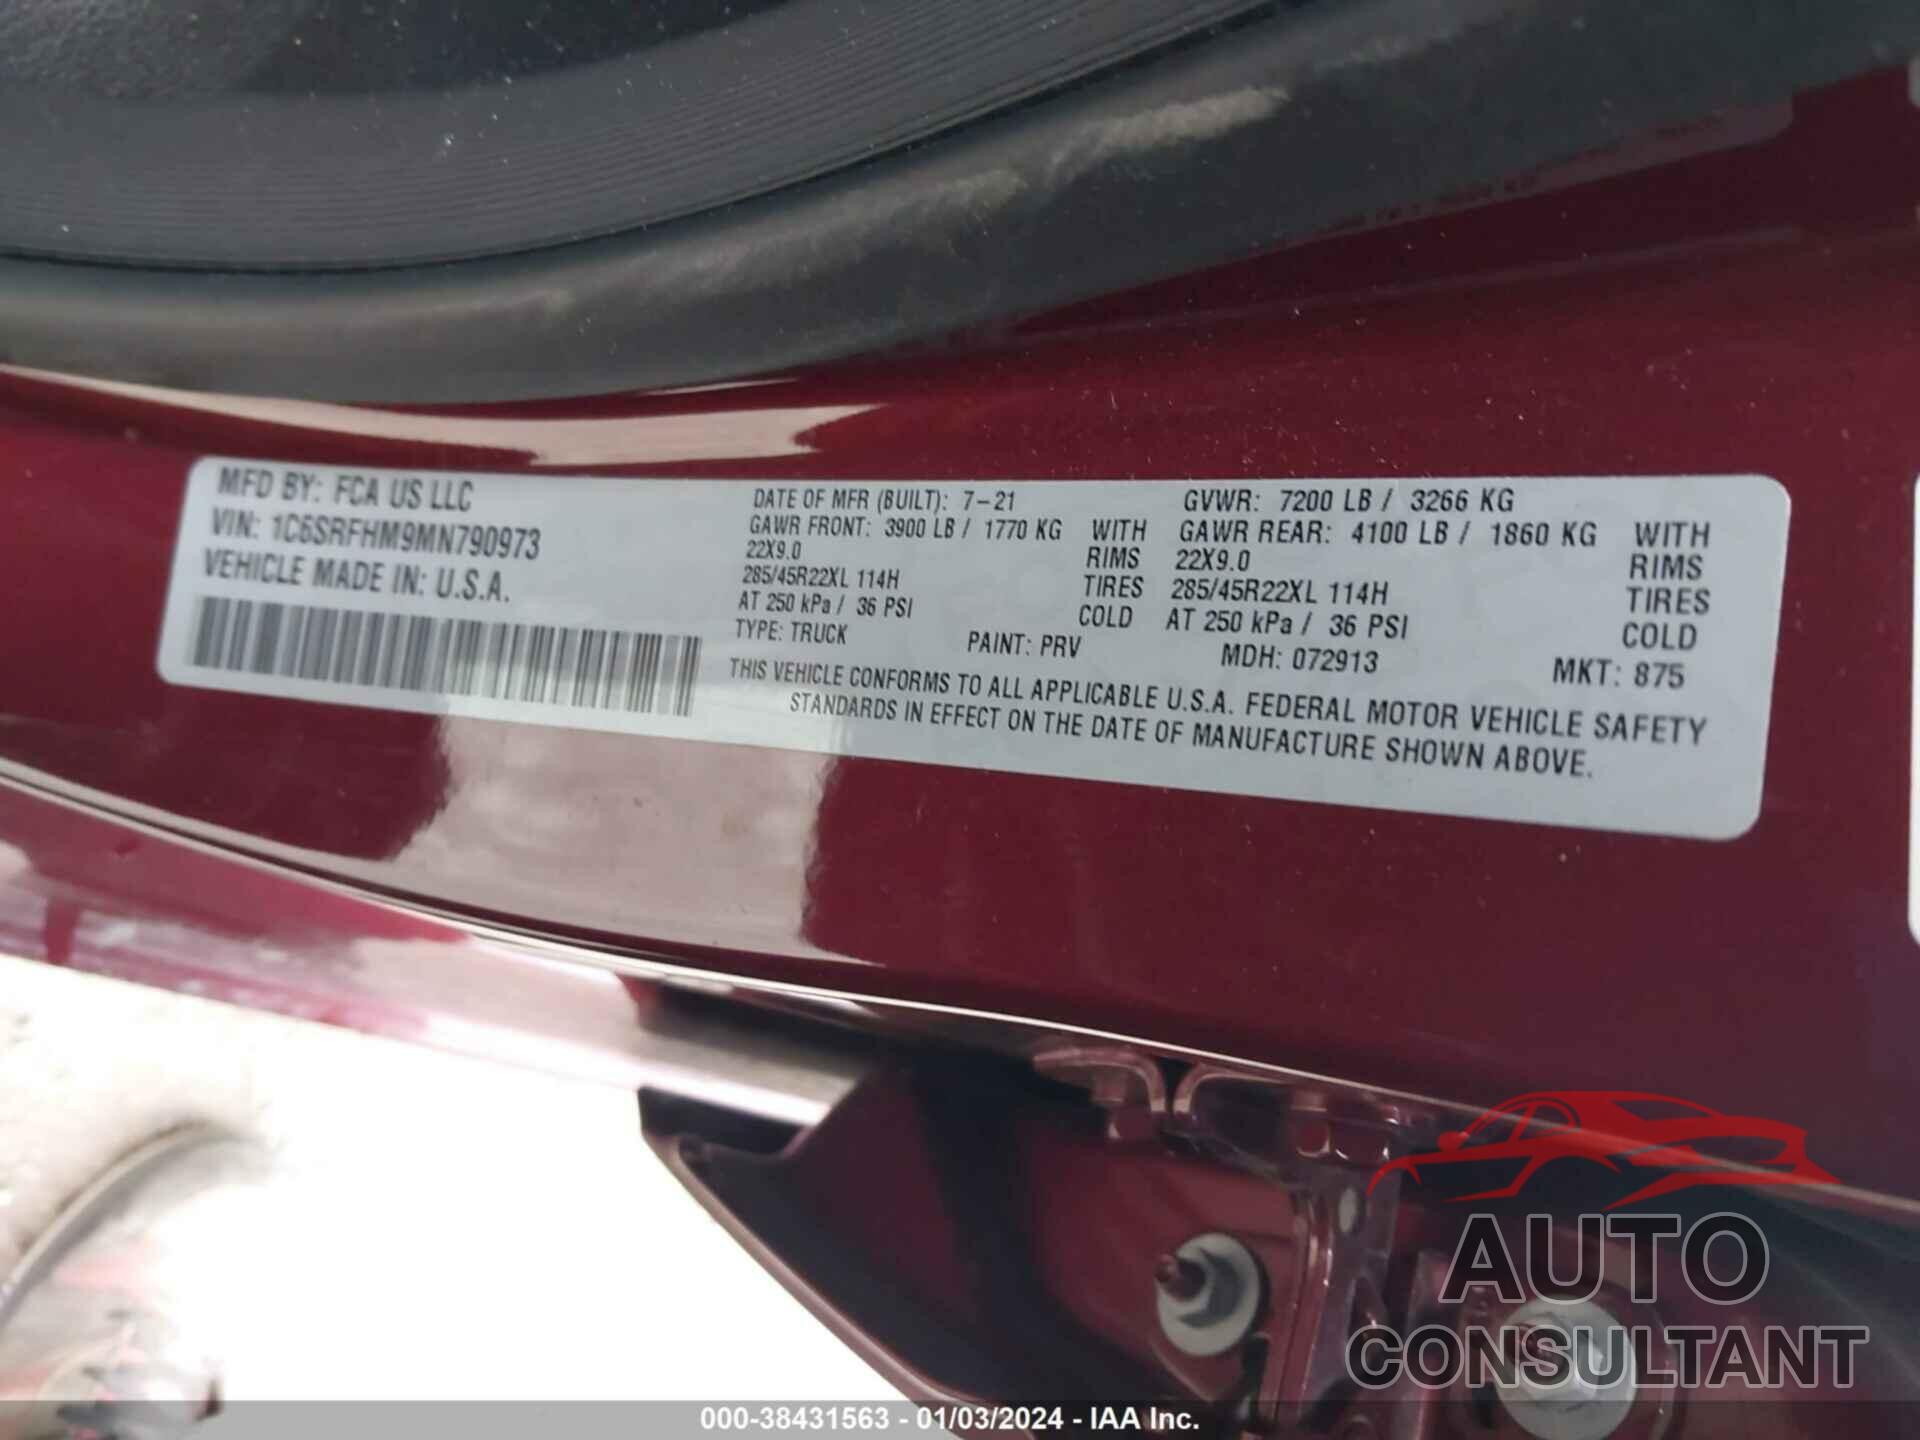 MFD BY: FCA US LLC
VIN: 1C6SRFHM9MN790973
VEHICLE MADE IN: U.S.A.
DATE OF MFR (BUILT): 7-21 GVWR: 7200 LB / 3266 KG
GAWR FRONT: 3900 LB / 1770 KG WITH GAWR REAR: 4100 LB / 1860 KG WITH
22X9.0 RIMS 22X9.0 RIMS
285/45R22XL 114H TIRES 285/45R22XL 114H TIRES
AT 250 kPa / 36 PSI COLD AT 250 kPa / 36 PSI COLD
TYPE: TRUCK PAINT: PRV MDH: 072913 MKT: 875
THIS VEHICLE CONFORMS TO ALL APPLICABLE U.S.A. FEDERAL MOTOR VEHICLE SAFETY
STANDARDS IN EFFECT ON THE DATE OF MANUFACTURE SHOWN ABOVE.
AUTO
CONSULTANT
000-38431563 - 01/03/2024 - IAA Inc.